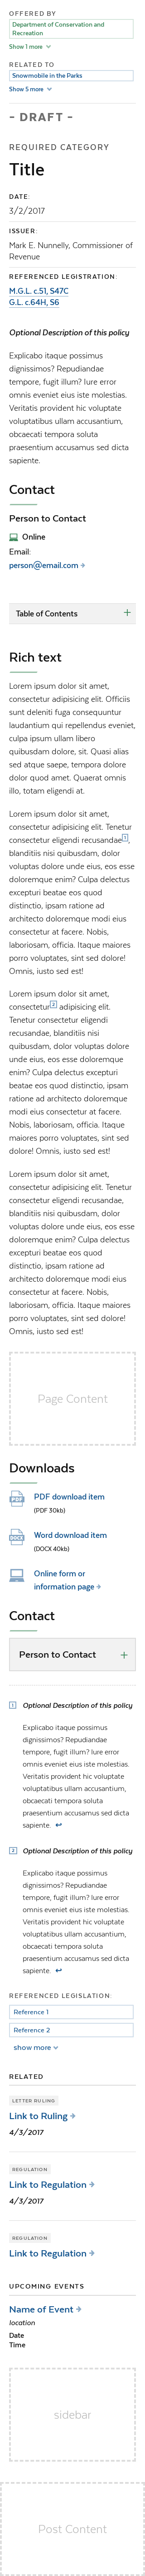 OFFERED BY
Department of Conservation and
Recreation
Show 1 more
RELATED TO
Snowmobile in the Parks
Show 5 more
- DRAFT -
REQUIRED CATEGORY
Title
DATE:
3/2/2017
ISSUER:
Mark E. Nunnelly, Commissioner of
Revenue
REFERENCED LEGISTRATION:
M.G.L. c.51, S47C
G.L. c.64H, S6
Optional Description of this policy
Explicabo itaque possimus
dignissimos? Repudiandae
tempore, fugit illum? Iure error
omnis eveniet eius iste molestias.
Veritatis provident hic voluptate
voluptatibus ullam accusantium,
obcaecati tempora soluta
praesentium accusamus sed dicta
sapiente.
Contact
Person to Contact
Online
Email:
person@email.com
Table of Contents
Rich text
Lorem ipsum dolor sit amet,
consectetur adipisicing elit. Officiis
sunt deleniti fugiat consequuntur
laudantium qui repellendus eveniet,
culpa ipsum ullam libero
quibusdam dolore, sit. Quasi alias
sed atque saepe, tempora dolore
dolor quod amet. Quaerat omnis
illo, totam eligendi at.
Lorem ipsum dolor sit amet,
consectetur adipisicing elit. Tenetur
consectetur eligendi recusandae[1],
blanditiis nisi quibusdam, dolor
voluptas dolore unde eius, eos esse
doloremque enim? Culpa delectus
excepturi beatae eos quod
distinctio, ipsam ratione ad
architecto doloremque modi eius
consectetur at facere. Nobis,
laboriosam, officia. Itaque maiores
porro voluptates, sint sed dolore!
Omnis, iusto sed est!
Lorem ipsum dolor sit amet,
consectetur[2] adipisicing elit.
Tenetur consectetur eligendi
recusandae, blanditiis nisi
quibusdam, dolor voluptas dolore
unde eius, eos esse doloremque
enim? Culpa delectus excepturi
beatae eos quod distinctio, ipsam
ratione ad architecto doloremque
modi eius consectetur at facere.
Nobis, laboriosam, officia. Itaque
maiores porro voluptates, sint sed
dolore! Omnis, iusto sed est!
Lorem ipsum dolor sit amet,
consectetur adipisicing elit. Tenetur
consectetur eligendi recusandae,
blanditiis nisi quibusdam, dolor
voluptas dolore unde eius, eos esse
doloremque enim? Culpa delectus
excepturi beatae eos quod
distinctio, ipsam ratione ad
architecto doloremque modi eius
consectetur at facere. Nobis,
laboriosam, officia. Itaque maiores
porro voluptates, sint sed dolore!
Omnis, iusto sed est!
Page Content
Downloads
PDF download item
(PDF 30kb)
Word download item
(DOCX 40kb)
Online form or
information page
Contact
Person to Contact
1 Optional Description of this policy
Explicabo itaque possimus
dignissimos? Repudiandae
tempore, fugit illum? Iure error
omnis eveniet eius iste molestias.
Veritatis provident hic voluptate
voluptatibus ullam accusantium,
obcaecati tempora soluta
praesentium accusamus sed dicta
sapiente. ↩
2 Optional Description of this policy
Explicabo itaque possimus
dignissimos? Repudiandae
tempore, fugit illum? Iure error
omnis eveniet eius iste molestias.
Veritatis provident hic voluptate
voluptatibus ullam accusantium,
obcaecati tempora soluta
praesentium accusamus sed dicta
sapiente. ↩
REFERENCED LEGISLATION:
Reference 1
Reference 2
show more
RELATED
LETTER RULING
Link to Ruling
4/3/2017
REGULATION
Link to Regulation
4/3/2017
REGULATION
Link to Regulation
UPCOMING EVENTS
Name of Event
location
Date
Time
sidebar
Post Content